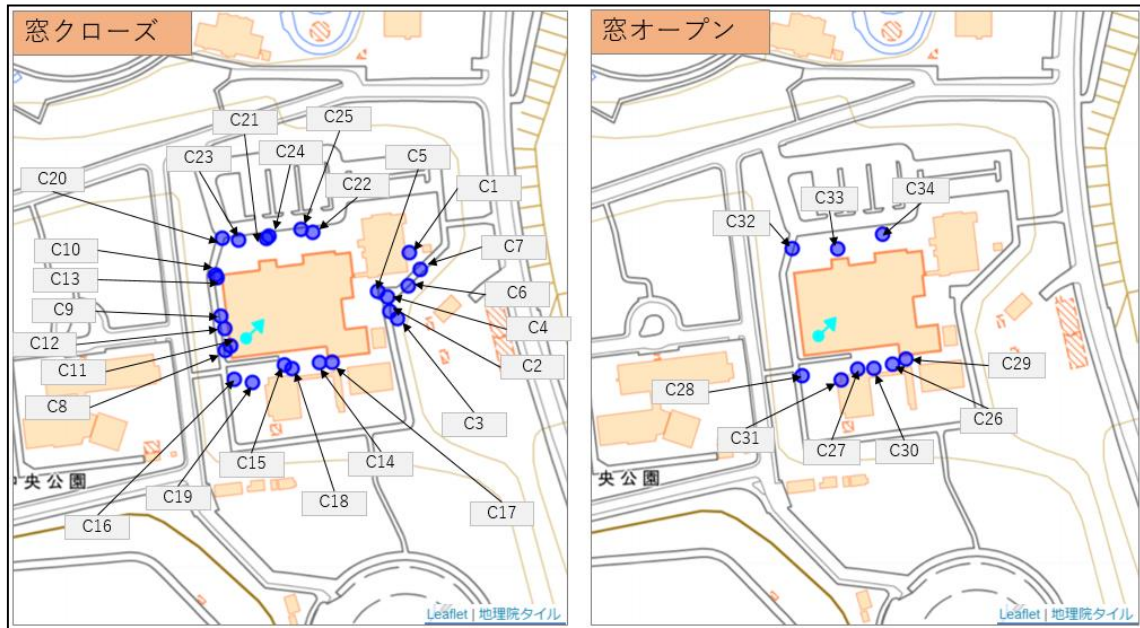 窓クローズ
C21
C25
C23
C24
C5
C20
C22
C1
C10
C7
C13
C6
C9
C4
C12
C2
C11
C8
C3
C15
C14
C19
C18
C17
C16
中央公園
Leaflet | 地理院タイル
窓オープン
C33
C34
C32
C29
C28
C26
C31
C27
C30
中央公園
Leaflet | 地理院タイル